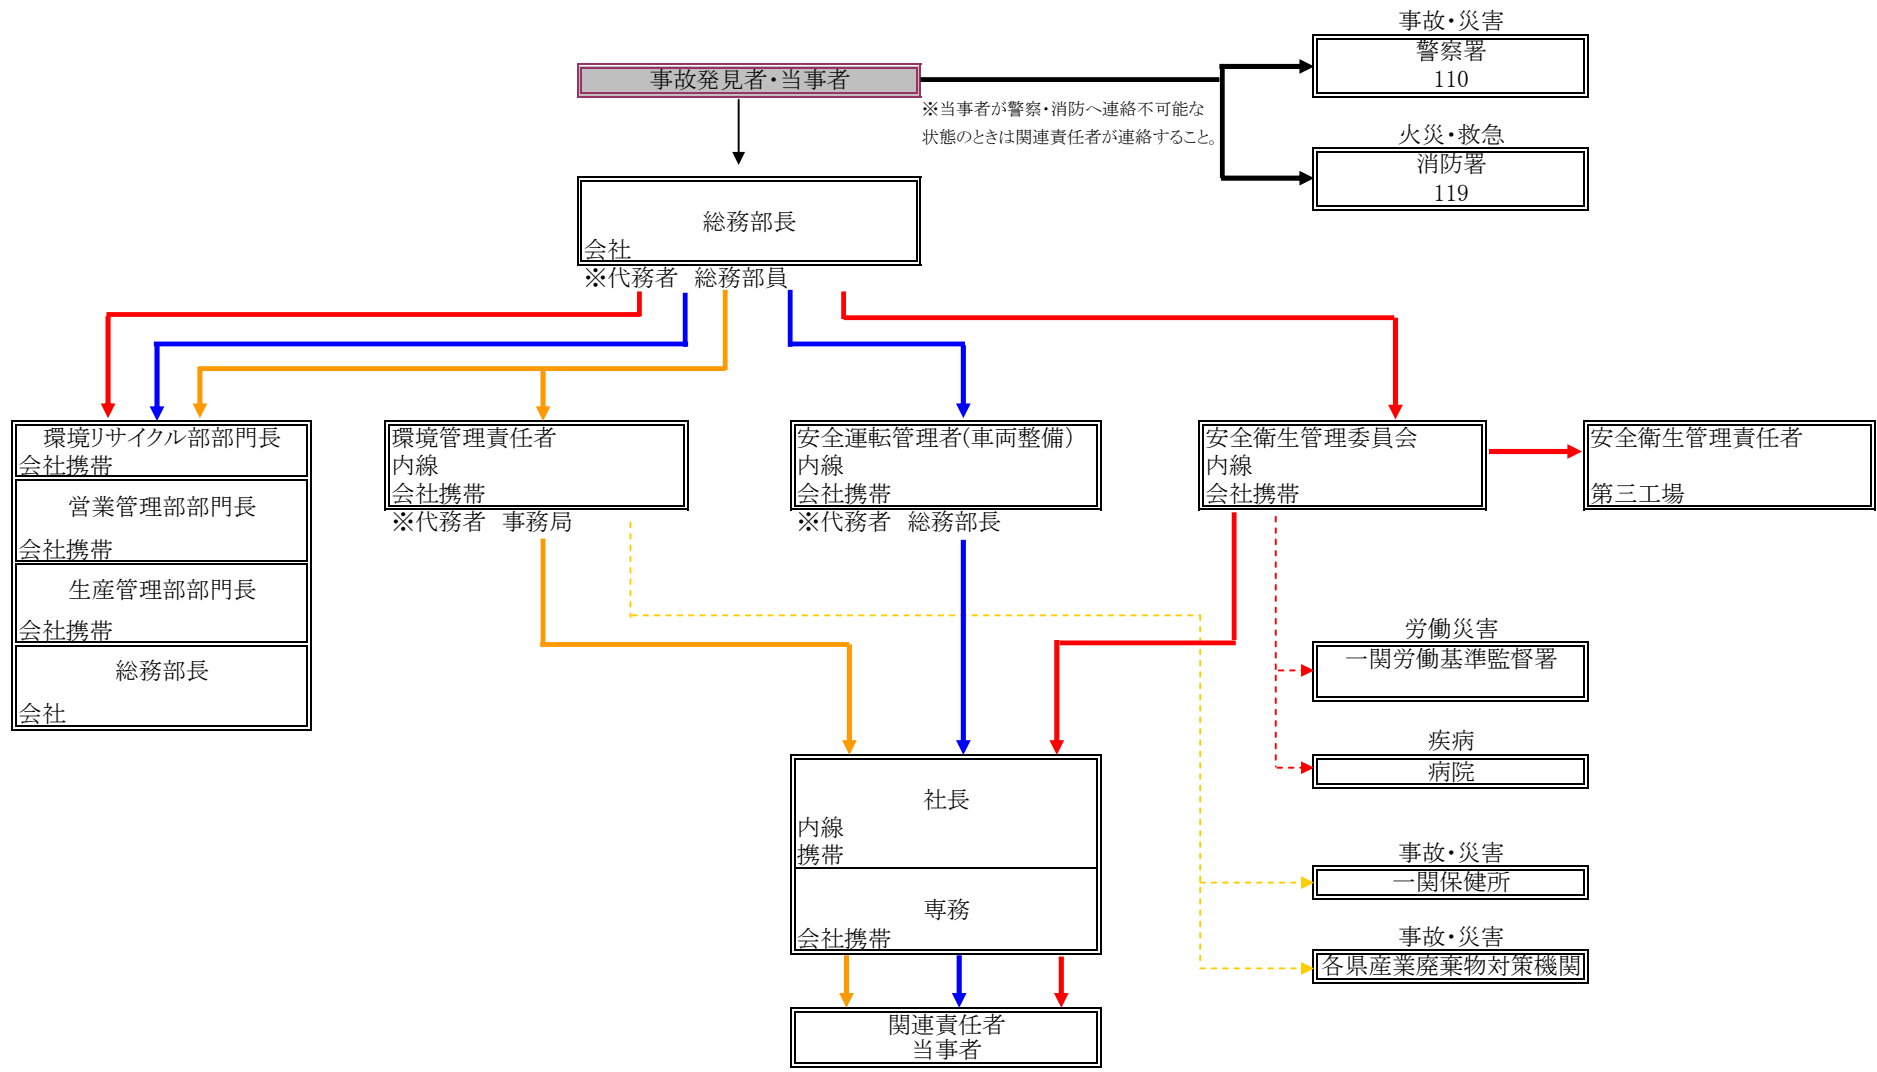 事故・災害
警察署
110
事故発見者・当事者
※当事者が警察・消防へ連絡不可能な
状態のときは関連責任者が連絡すること。
火災・救急
消防署
119
総務部長
会社
※代務者　総務部員
環境リサイクル部部門長
会社携帯
営業管理部部門長
会社携帯
生産管理部部門長
会社携帯
総務部長
会社
環境管理責任者
内線
会社携帯
※代務者　事務局
安全運転管理者(車両整備)
内線
会社携帯
※代務者　総務部長
安全衛生管理委員会
内線
会社携帯
安全衛生管理責任者
第三工場
労働災害
一関労働基準監督署
疾病
病院
社長
内線
携帯
専務
会社携帯
事故・災害
一関保健所
事故・災害
各県産業廃棄物対策機関
関連責任者
当事者